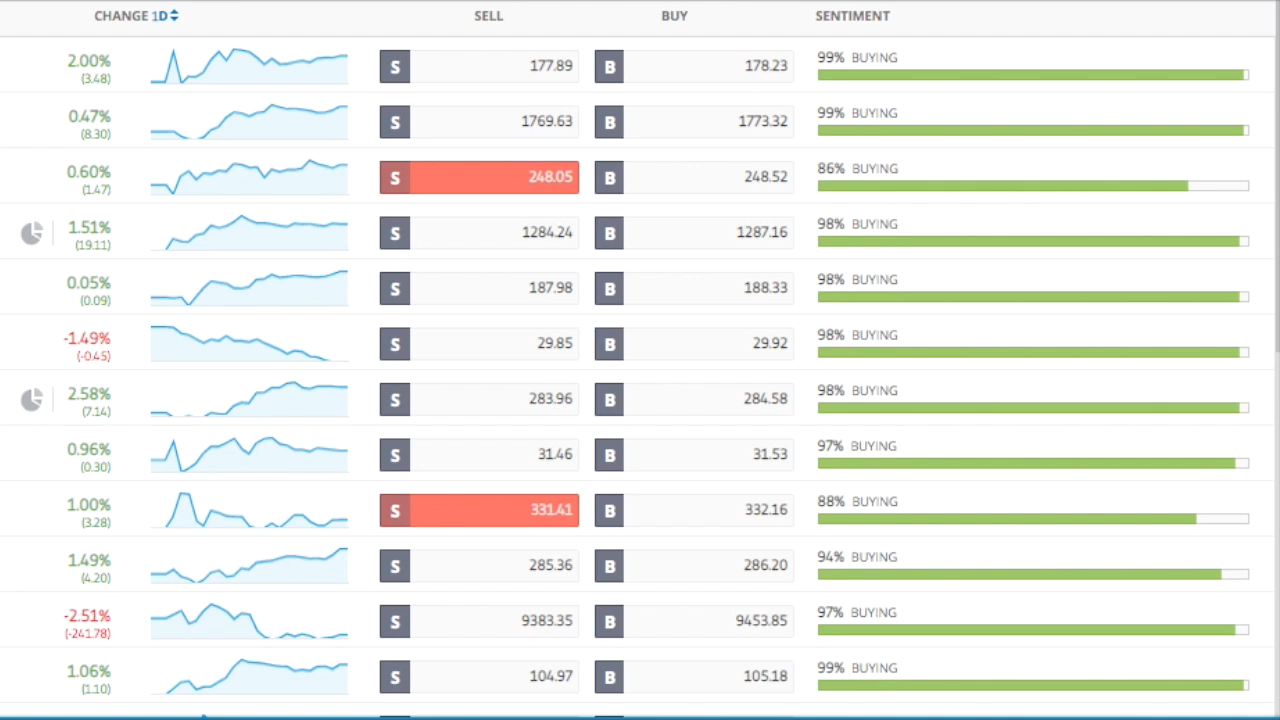 CHANGE 1D SELL BUY SENTIMENT
2.00% S 177.89 B 178.23 99% BUYING
(3.48)
0.47% S 1769.63 B 1773.32 99% BUYING
(8.30)
0.60% S 248.05 B 248.52 86% BUYING
(1.47)
1.51% S 1284.24 B 1287.16 98% BUYING
(19.11)
0.05% S 187.98 B 188.33 98% BUYING
(0.09)
-1.49% S 29.85 B 29.92 98% BUYING
(-0.45)
2.58% S 283.96 B 284.58 98% BUYING
(7.14)
0.96% S 31.46 B 31.53 97% BUYING
(0.30)
1.00% S 331.41 B 332.16 88% BUYING
(3.28)
1.49% S 285.36 B 286.20 94% BUYING
(4.20)
-2.51% S 9383.35 B 9453.85 97% BUYING
(-241.78)
1.06% S 104.97 B 105.18 99% BUYING
(1.10)